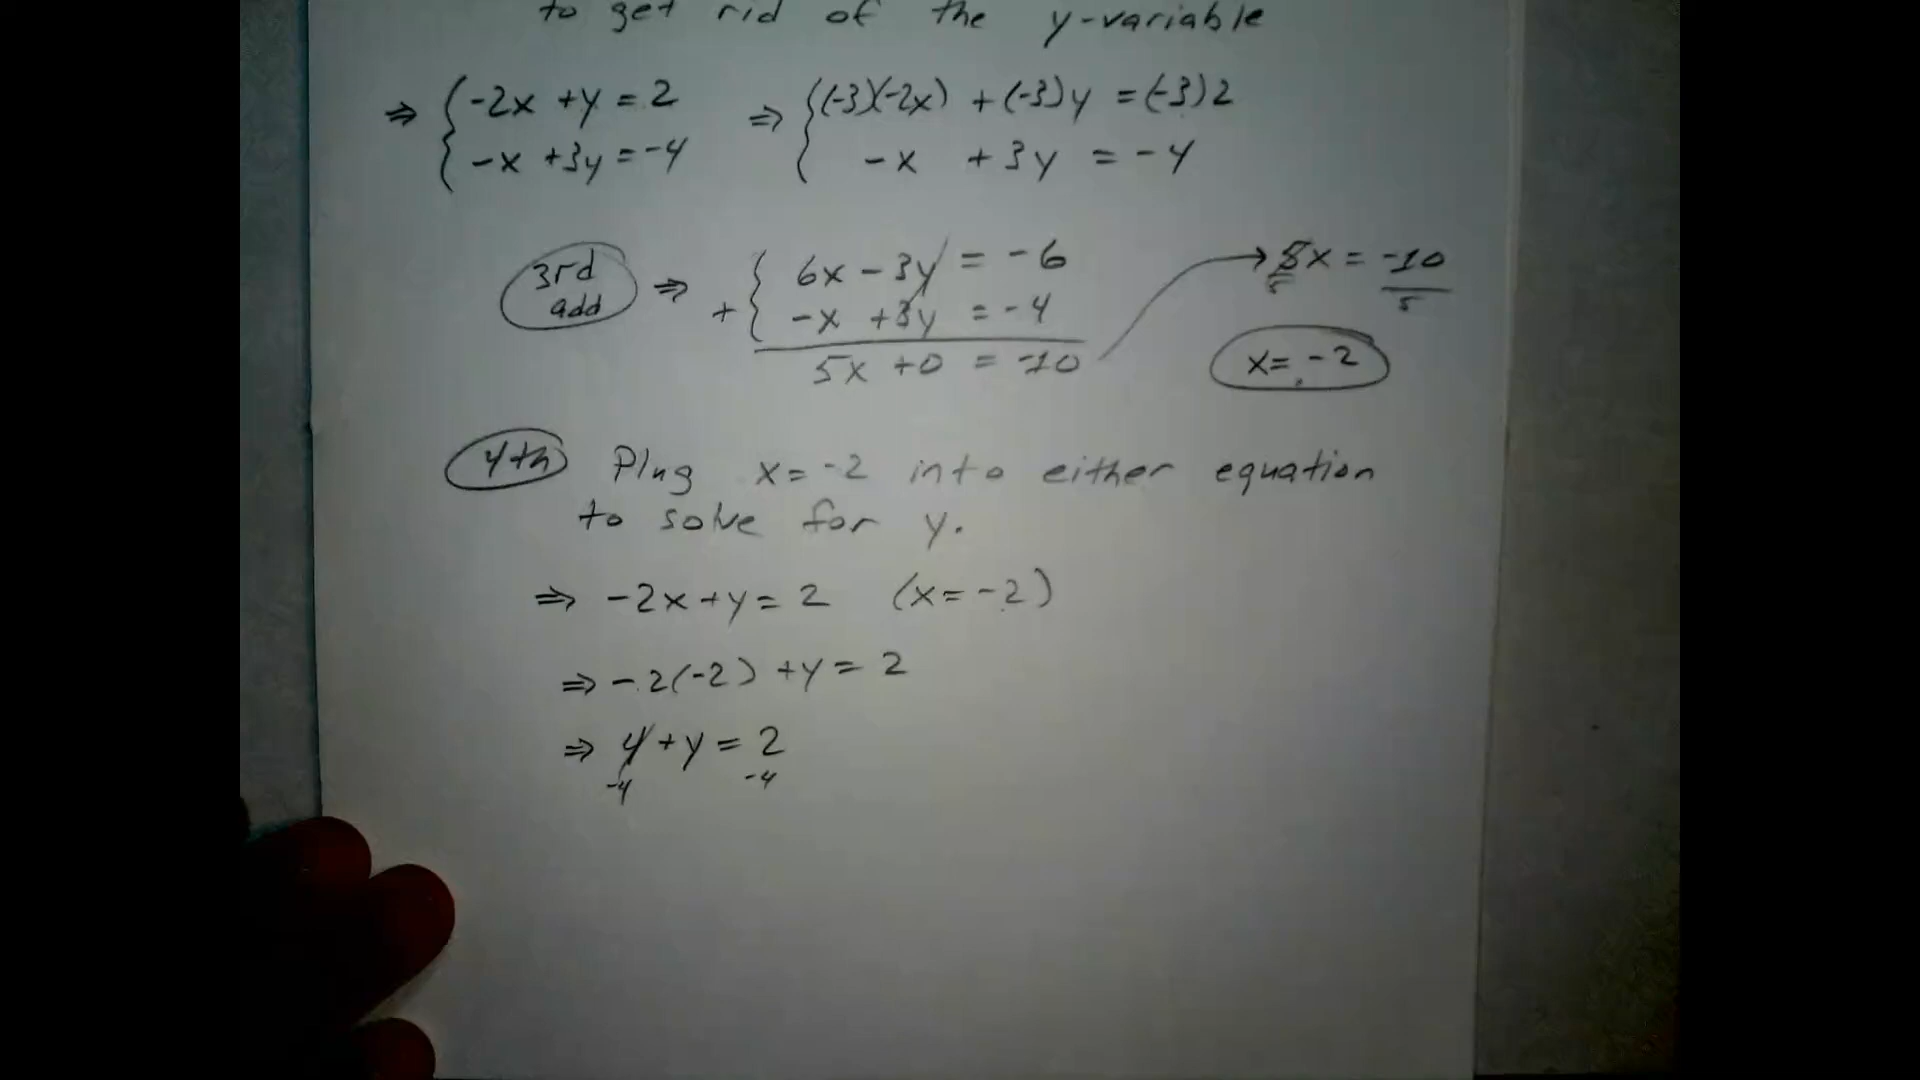 to get rid of the y-variable
⇒ { -2x + y = 2 ⇒ { (-3)(-2x) + (-3)y = (-3)2
-x + 3y = -4 -x + 3y = -4
3rd add ⇒ + { 6x - 3y = -6 → 5x = -10
5 5
-x + 3y = -4
5x + 0 = -10 x = -2
4th Plug x = -2 into either equation
to solve for y.
⇒ -2x + y = 2 (x = -2)
⇒ -2(-2) + y = 2
⇒ 4 + y = 2
-4 -4